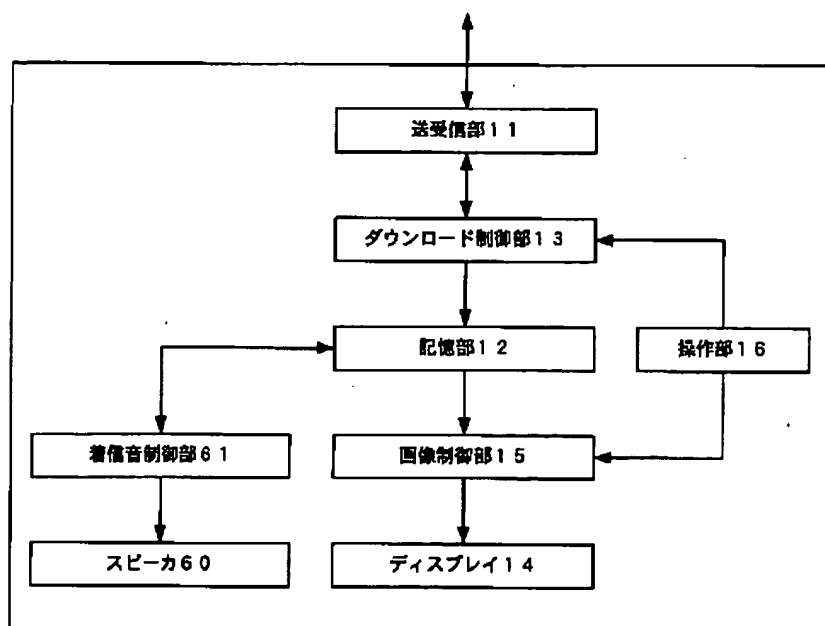 送受信部１１
ダウンロード制御部１３
記憶部１２
操作部１６
着信音制御部６１
画像制御部１５
スピーカ６０
ディスプレイ１４